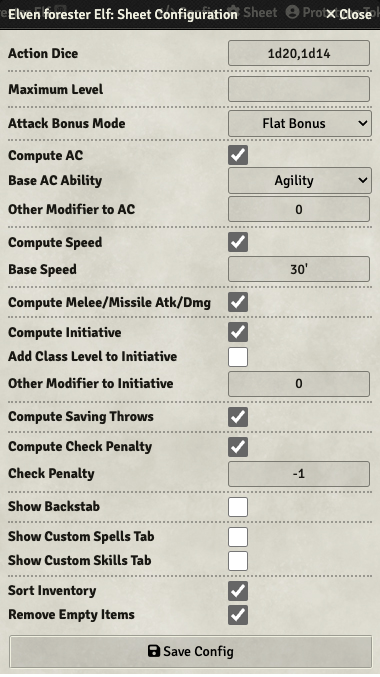 Elven forester Elf: Sheet Configuration
Close
Sheet
Action Dice
1d20,1d14
Maximum Level
Attack Bonus Mode
Flat Bonus
Compute AC
Base AC Ability
Agility
Other Modifier to AC
0
Compute Speed
Base Speed
30'
Compute Melee/Missile Atk/Dmg
Compute Initiative
Add Class Level to Initiative
Other Modifier to Initiative
0
Compute Saving Throws
Compute Check Penalty
Check Penalty
-1
Show Backstab
Show Custom Spells Tab
Show Custom Skills Tab
Sort Inventory
Remove Empty Items
Save Config